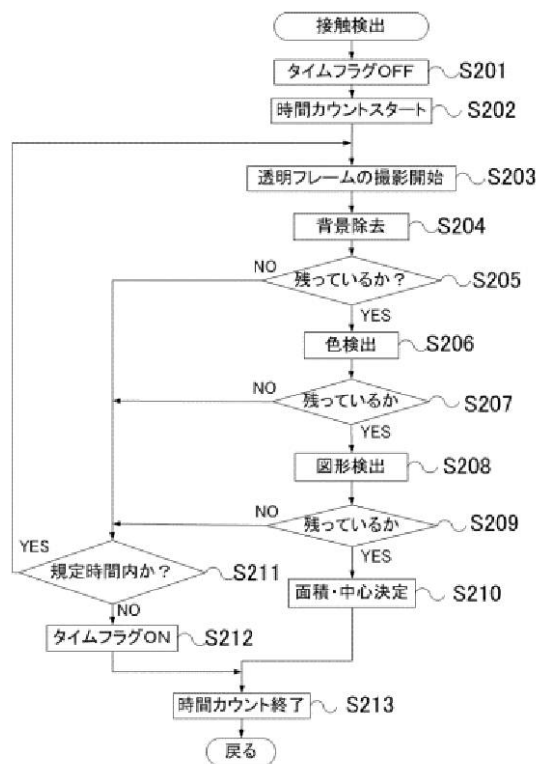 接触検出
タイムフラグOFF
S201
時間カウントスタート
S202
透明フレームの撮影開始
S203
背景除去
S204
NO
残っているか？
S205
YES
色検出
S206
NO
残っているか
S207
YES
図形検出
S208
NO
残っているか
S209
YES
YES
規定時間内か？
S211
面積・中心決定
S210
NO
タイムフラグON
S212
時間カウント終了
S213
戻る